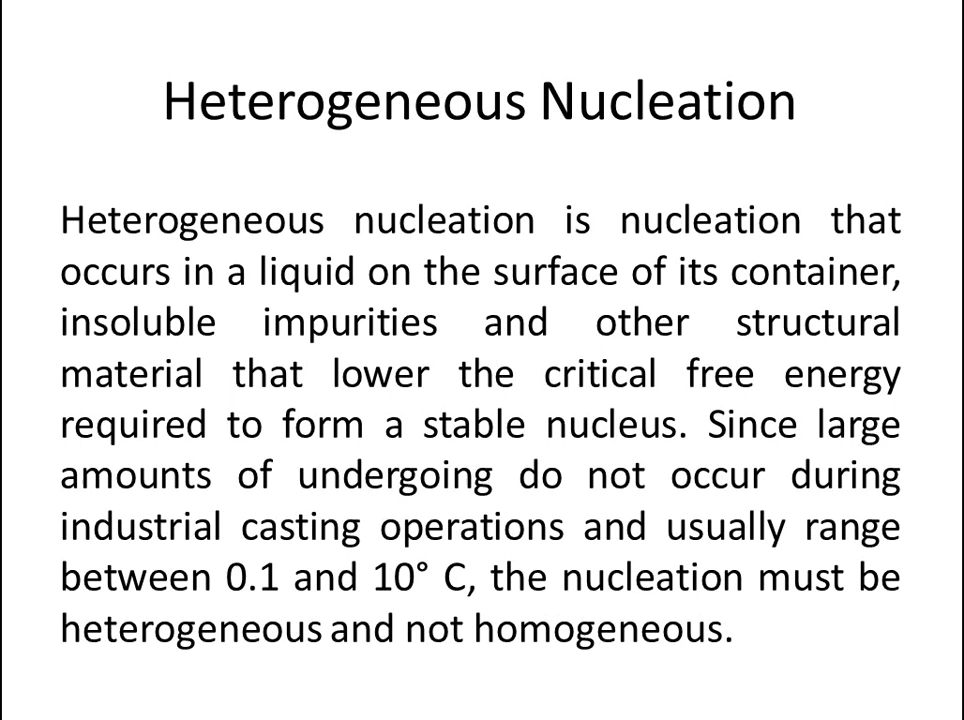 Heterogeneous Nucleation
Heterogeneous nucleation is nucleation that
occurs in a liquid on the surface of its container,
insoluble impurities and other structural
material that lower the critical free energy
required to form a stable nucleus. Since large
amounts of undergoing do not occur during
industrial casting operations and usually range
between 0.1 and 10° C, the nucleation must be
heterogeneous and not homogeneous.